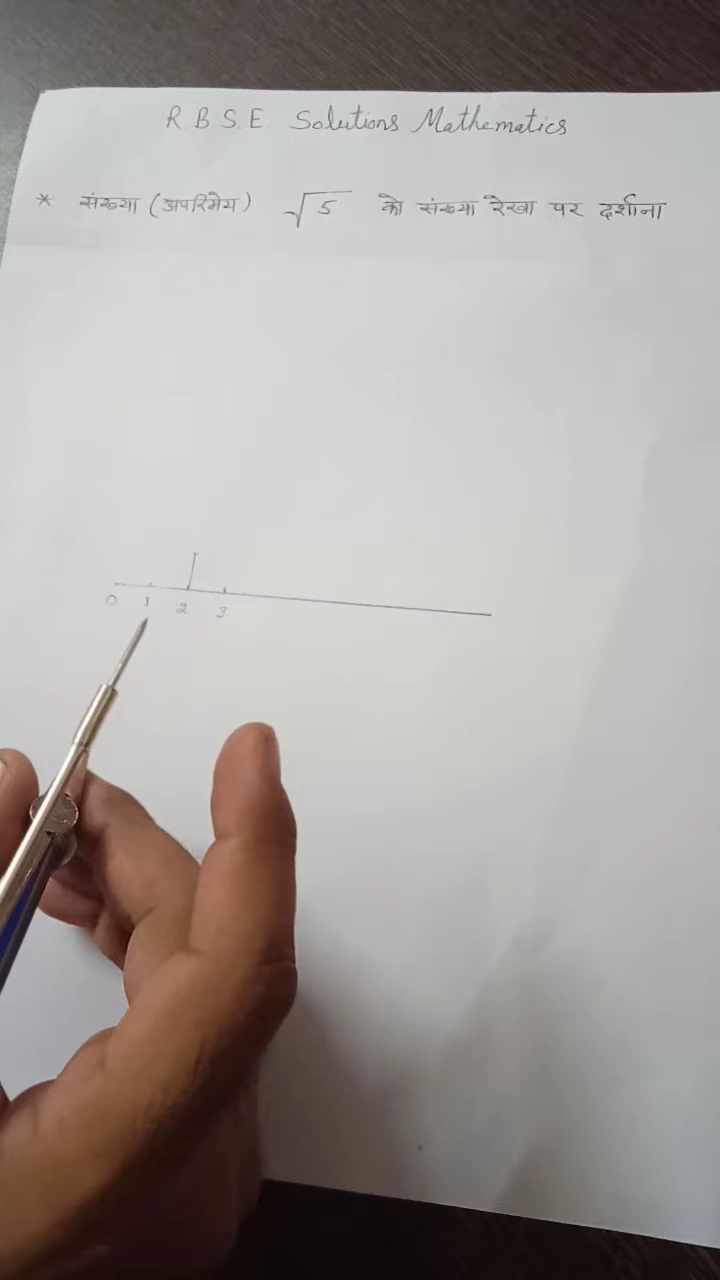 R.B.S.E. Solutions Mathematics
* संख्या (अपरिमेय) √5 को संख्या रेखा पर दर्शाना
0 1 2 3